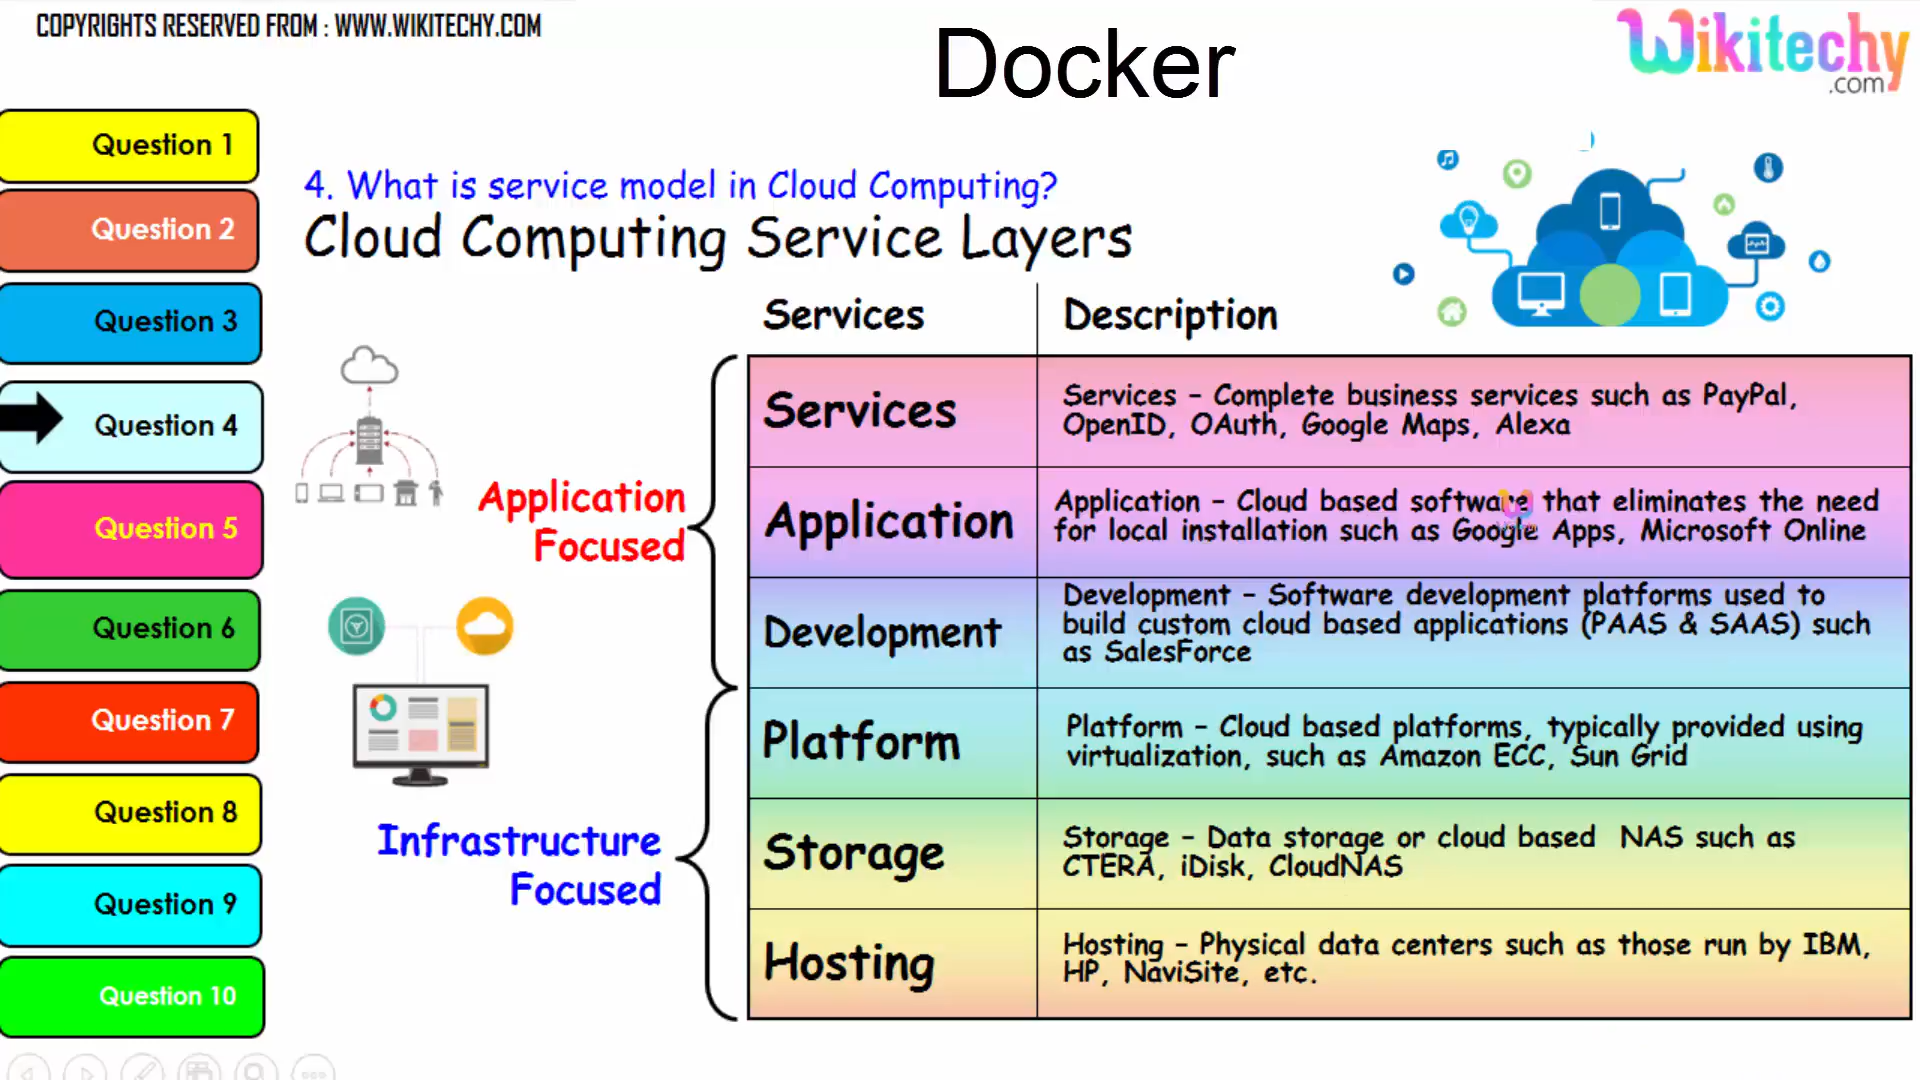 COPYRIGHTS RESERVED FROM : WWW.WIKITECHY.COM
Docker
Wikitechy
.com
Question 1
Question 2
Question 3
Question 4
Question 5
Question 6
Question 7
Question 8
Question 9
Question 10
4. What is service model in Cloud Computing?
Cloud Computing Service Layers
Services
Description
Application
Focused
Infrastructure
Focused
Services
Services – Complete business services such as PayPal,
OpenID, OAuth, Google Maps, Alexa
Application
Application – Cloud based software that eliminates the need
for local installation such as Google Apps, Microsoft Online
Development
Development – Software development platforms used to
build custom cloud based applications (PAAS & SAAS) such
as SalesForce
Platform
Platform – Cloud based platforms, typically provided using
virtualization, such as Amazon ECC, Sun Grid
Storage
Storage – Data storage or cloud based NAS such as
CTERA, iDisk, CloudNAS
Hosting
Hosting – Physical data centers such as those run by IBM,
HP, NaviSite, etc.